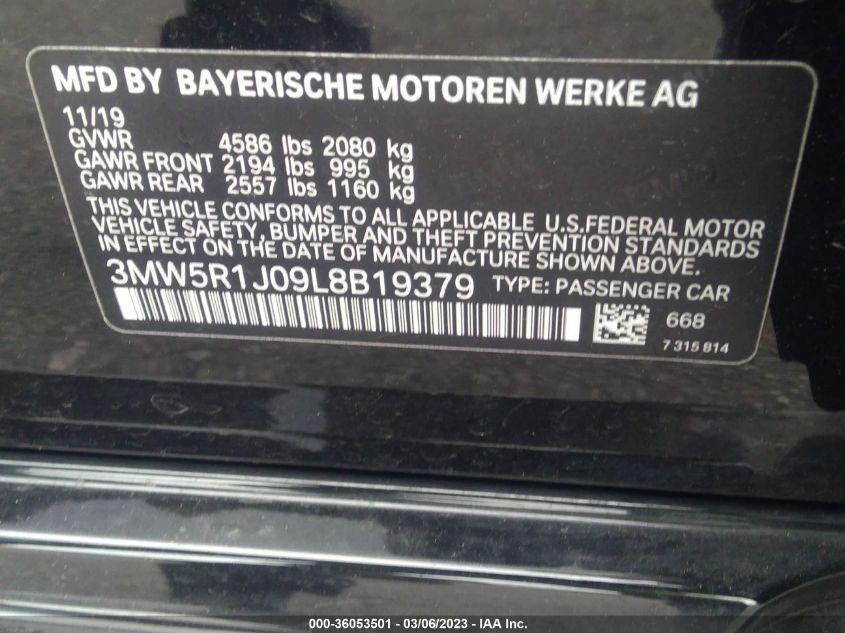 MFD BY BAYERISCHE MOTOREN WERKE AG
11/19
GVWR 4586 lbs 2080 kg
GAWR FRONT 2194 lbs 995 kg
GAWR REAR 2557 lbs 1160 kg
THIS VEHICLE CONFORMS TO ALL APPLICABLE U.S.FEDERAL MOTOR
VEHICLE SAFETY, BUMPER AND THEFT PREVENTION STANDARDS
IN EFFECT ON THE DATE OF MANUFACTURE SHOWN ABOVE.
3MW5R1J09L8B19379 TYPE: PASSENGER CAR
668
7 315 814
000-36053501 — 03/06/2023 — IAA Inc.